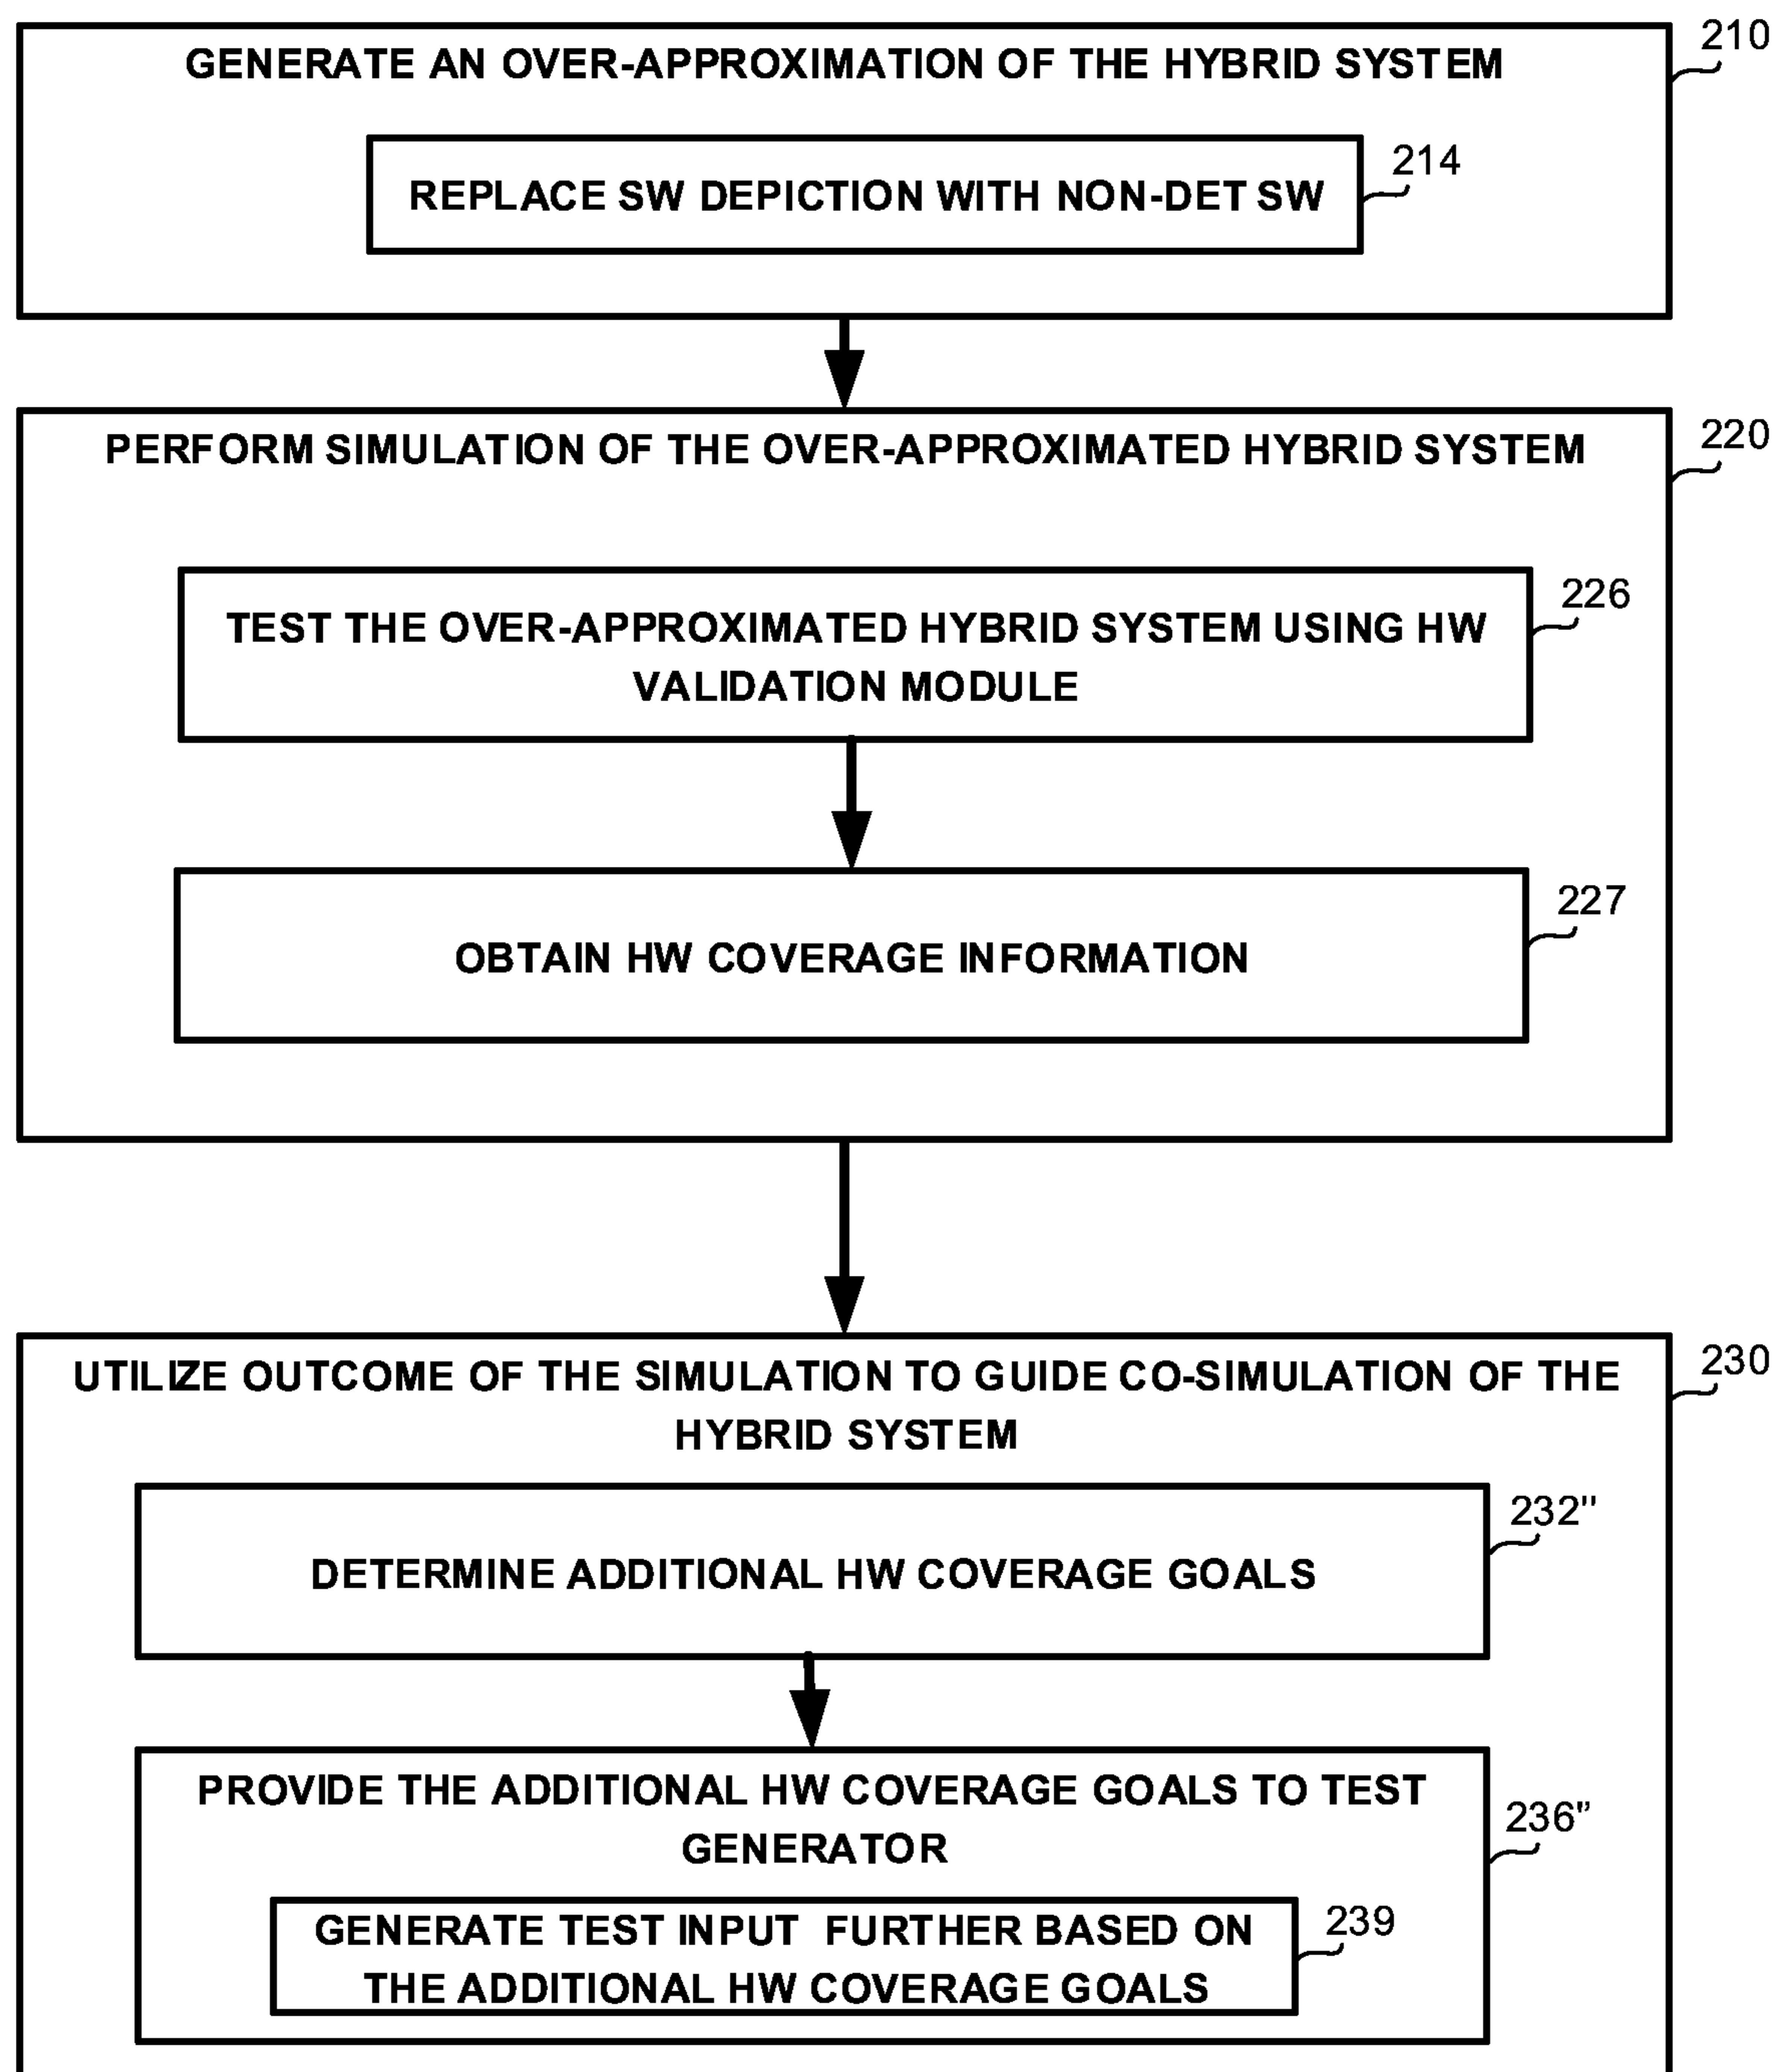 GENERATE AN OVER-APPROXIMATION OF THE HYBRID SYSTEM
210
REPLACE SW DEPICTION WITH NON-DET SW
214
PERFORM SIMULATION OF THE OVER-APPROXIMATED HYBRID SYSTEM
220
TEST THE OVER-APPROXIMATED HYBRID SYSTEM USING HW
VALIDATION MODULE
226
OBTAIN HW COVERAGE INFORMATION
227
UTILIZE OUTCOME OF THE SIMULATION TO GUIDE CO-SIMULATION OF THE
HYBRID SYSTEM
230
DETERMINE ADDITIONAL HW COVERAGE GOALS
232"
PROVIDE THE ADDITIONAL HW COVERAGE GOALS TO TEST
GENERATOR
236”
GENERATE TEST INPUT FURTHER BASED ON
THE ADDITIONAL HW COVERAGE GOALS
239